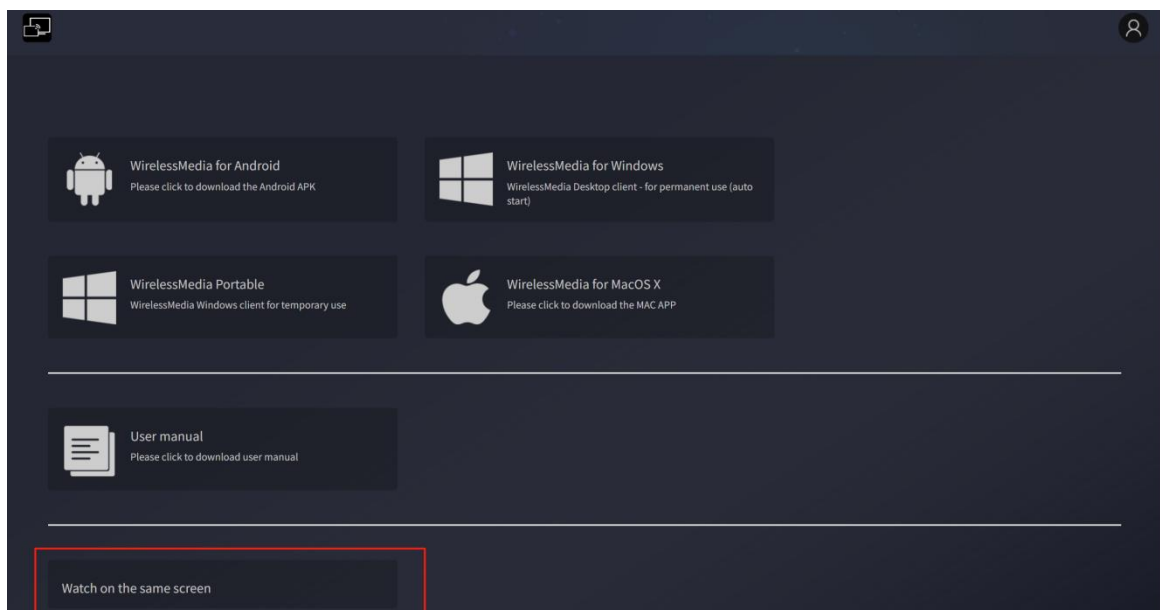 WirelessMedia for Android
Please click to download the Android APK
WirelessMedia for Windows
WirelessMedia Desktop client - for permanent use (auto
start)
WirelessMedia Portable
WirelessMedia Windows client for temporary use
WirelessMedia for MacOS X
Please click to download the MAC APP
User manual
Please click to download user manual
Watch on the same screen